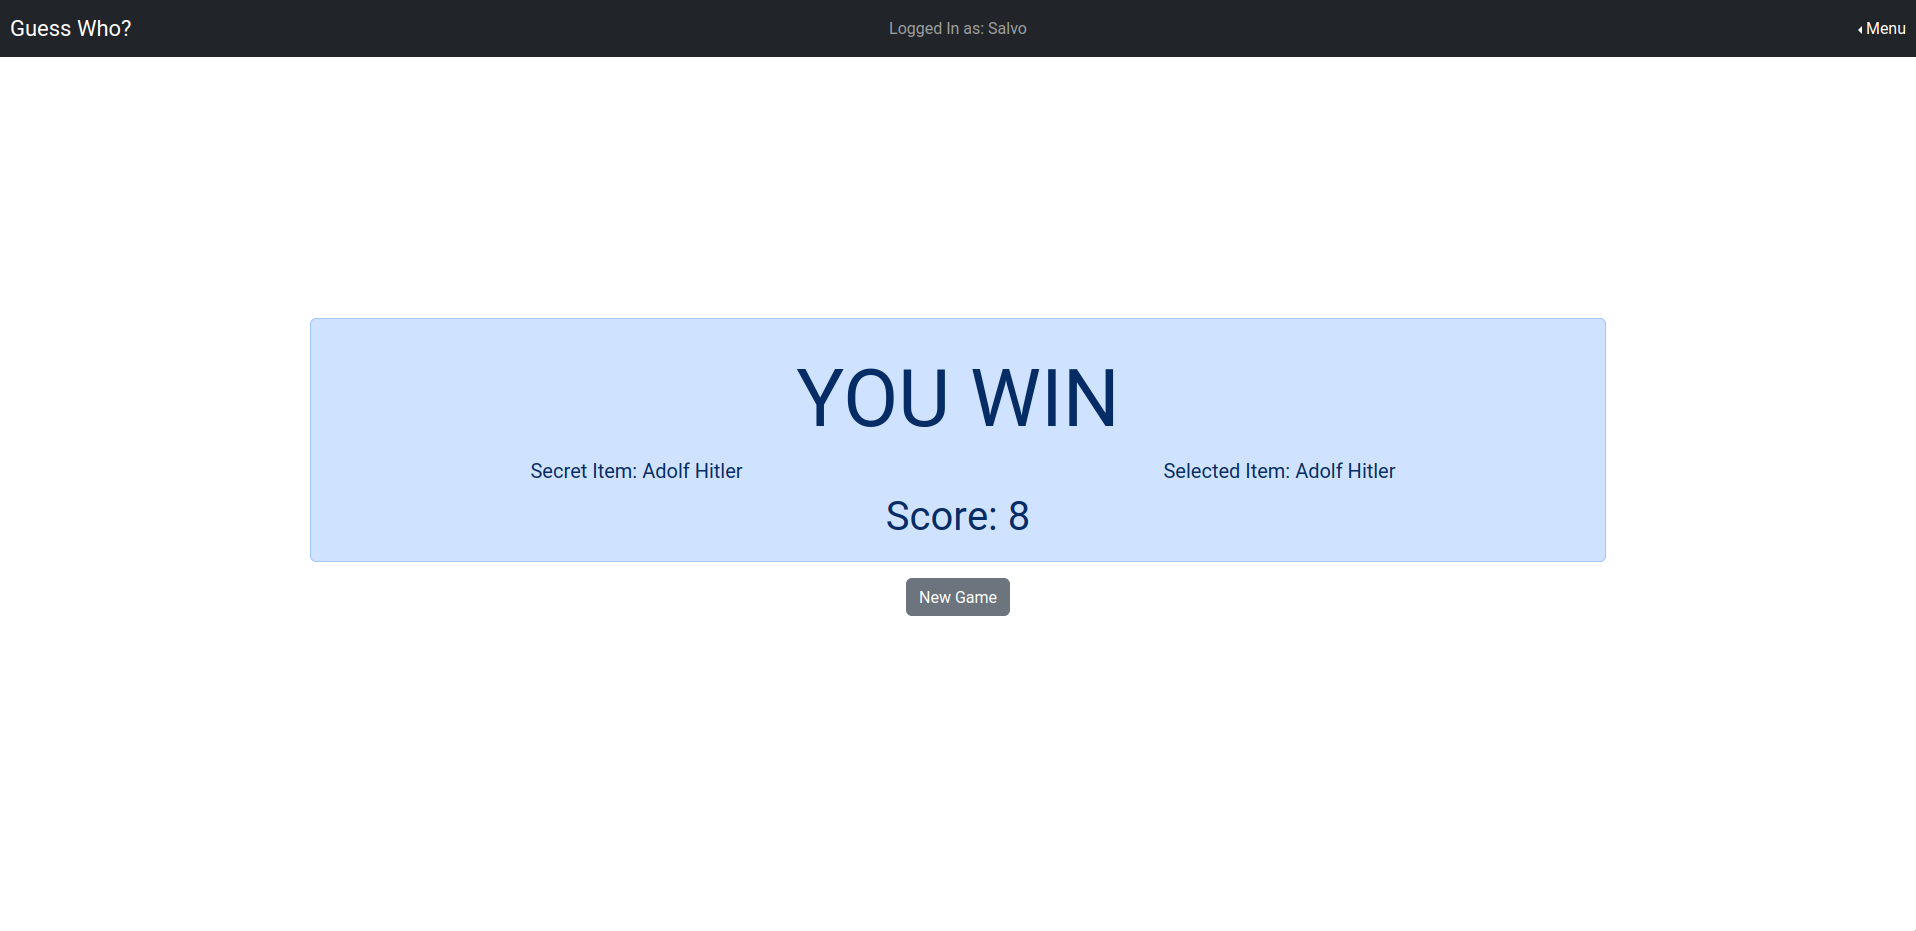 Guess Who?
Logged In as: Salvo
Menu
YOU WIN
Secret Item: Adolf Hitler
Selected Item: Adolf Hitler
Score: 8
New Game